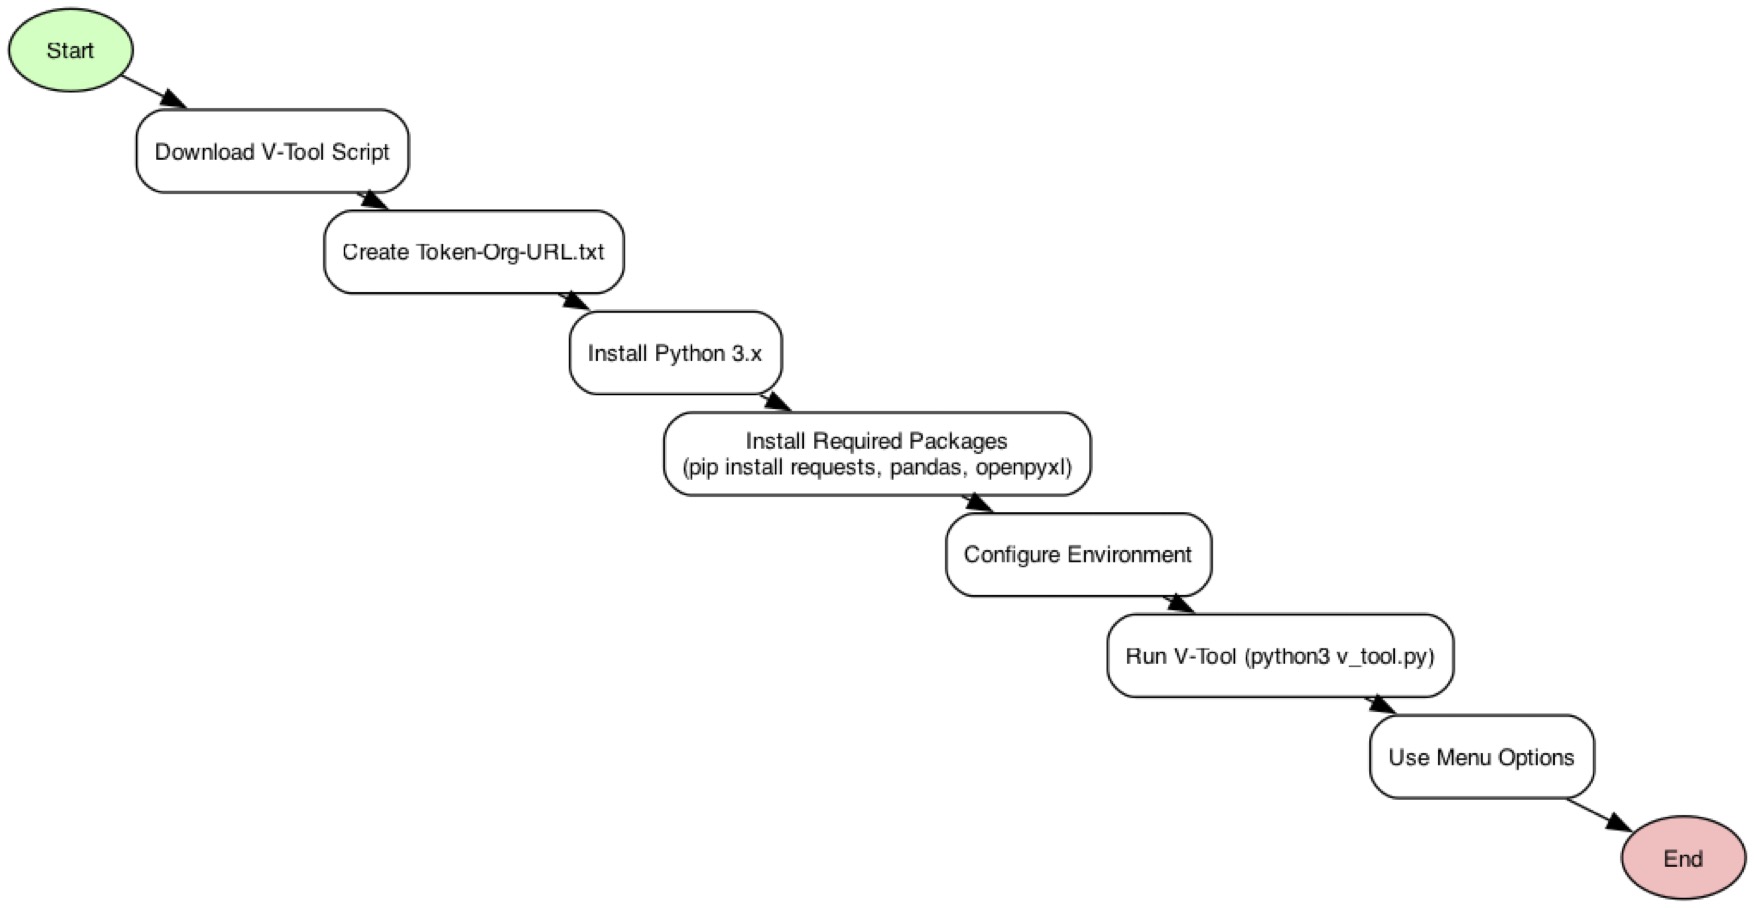 Start
Download V-Tool Script
Create Token-Org-URL.txt
Install Python 3.x
Install Required Packages
(pip install requests, pandas, openpyxl)
Configure Environment
Run V-Tool (python3 v_tool.py)
Use Menu Options
End